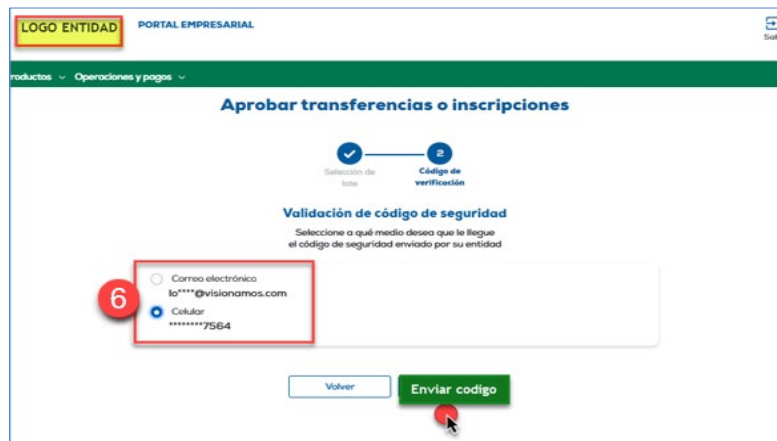 LOGO ENTIDAD
PORTAL EMPRESARIAL
Sal
roductos
Operaciones y pagos
Aprobar transferencias o inscripciones
2
Selección de
lote
Código de
verificación
Validación de código de seguridad
Seleccione a qué medio desea que le llegue
el código de seguridad enviado por su entidad
6
Correo electrónico
lo****@visionamos.com
Celular
********7564
Volver
Enviar codigo